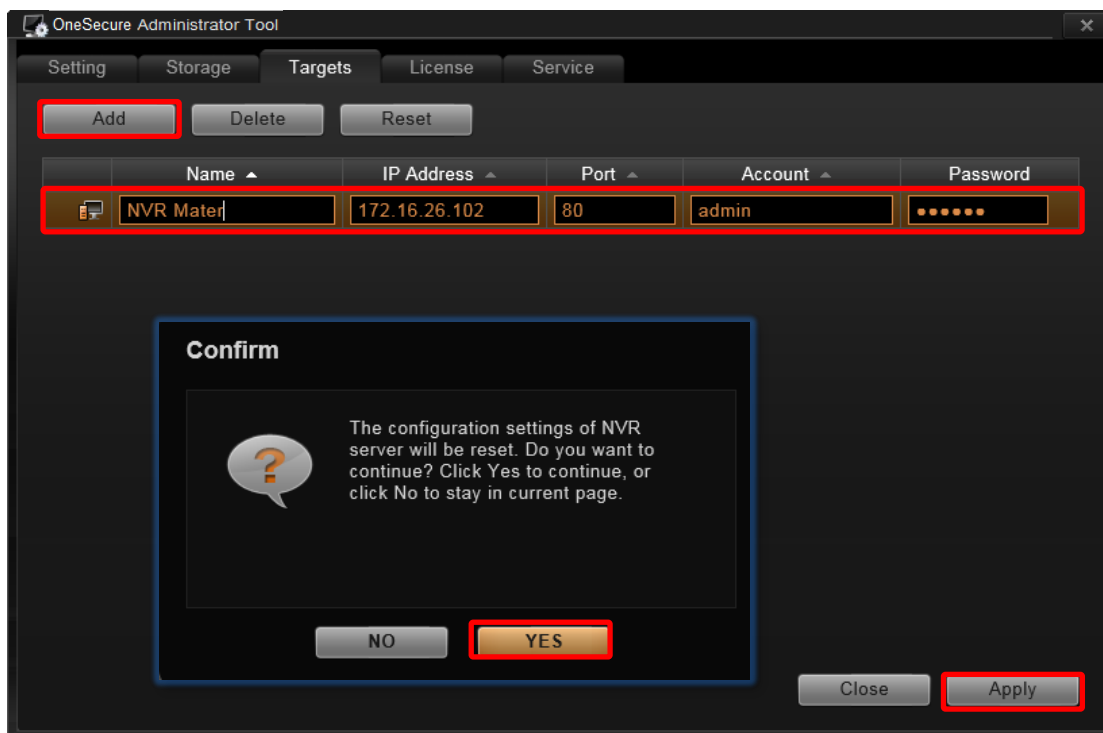 OneSecure Administrator Tool
Setting Storage Targets License Service
Add Delete Reset
Name IP Address Port Account Password
NVR Mater 172.16.26.102 80 admin ●●●●●●
Confirm
The configuration settings of NVR
server will be reset. Do you want to
continue? Click Yes to continue, or
click No to stay in current page.
NO YES
Close Apply